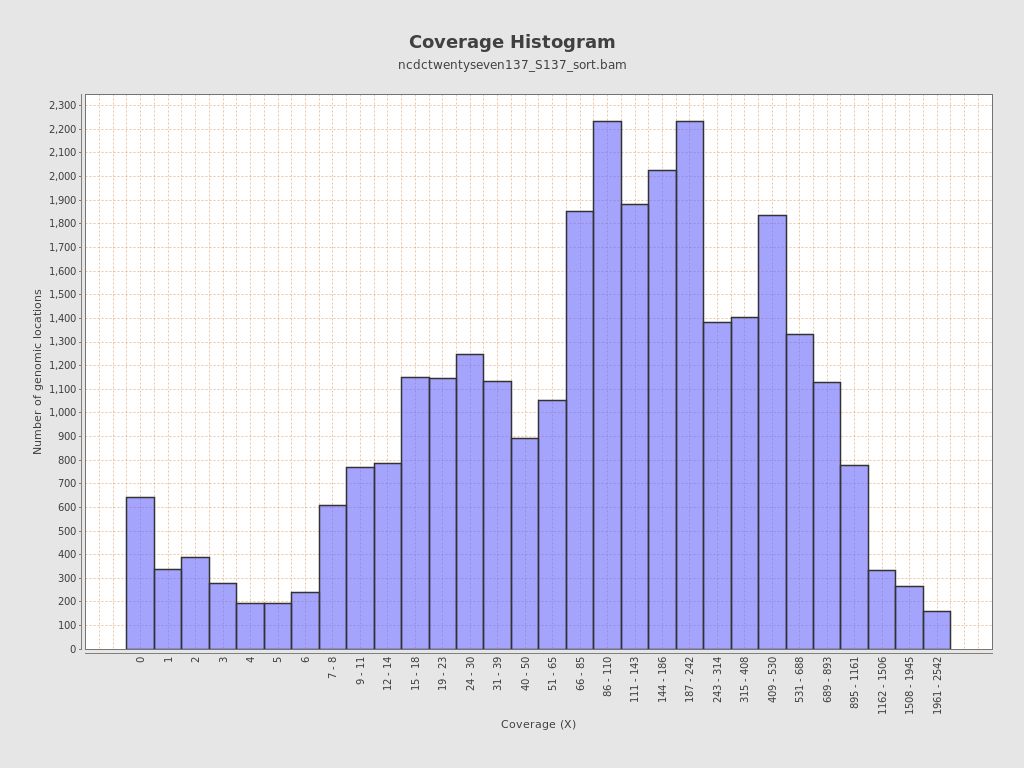 Coverage Histogram
ncdctwentyseven137_S137_sort.bam
Number of genomic locations
2,300
2,200
2,100
2,000
1,900
1,800
1,700
1,600
1,500
1,400
1,300
1,200
1,100
1,000
900
800
700
600
500
400
300
200
100
0
0
1
2
3
4
5
6
7 - 8
9 - 11
12 - 14
15 - 18
19 - 23
24 - 30
31 - 39
40 - 50
51 - 65
66 - 85
86 - 110
111 - 143
144 - 186
187 - 242
243 - 314
315 - 408
409 - 530
531 - 688
689 - 893
895 - 1161
1162 - 1506
1508 - 1945
1961 - 2542
Coverage (X)